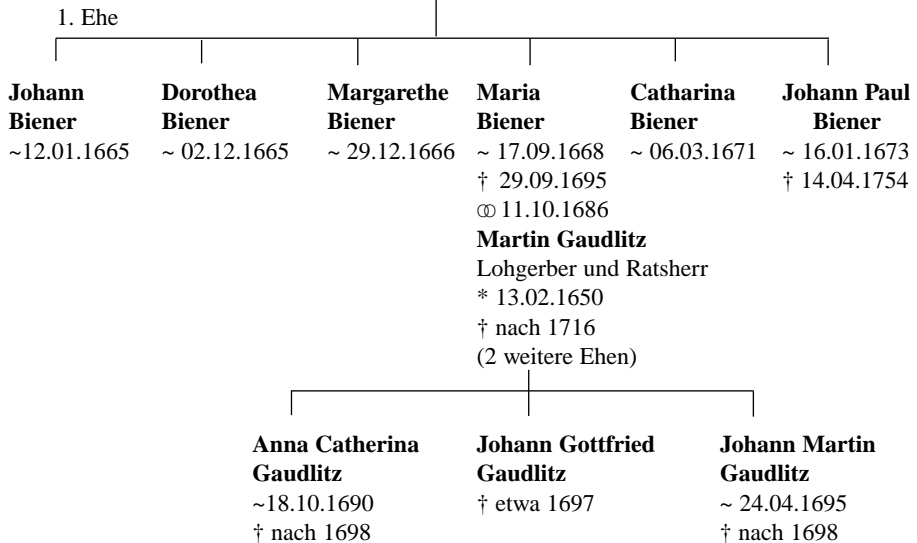 1. Ehe
Johann
Biener
~12.01.1665
Dorothea
Biener
~ 02.12.1665
Margarethe
Biener
~ 29.12.1666
Maria
Biener
~ 17.09.1668
† 29.09.1695
⚭ 11.10.1686
Martin Gaudlitz
Lohgerber und Ratsherr
* 13.02.1650
† nach 1716
(2 weitere Ehen)
Catharina
Biener
~ 06.03.1671
Johann Paul
Biener
~ 16.01.1673
† 14.04.1754
Anna Catherina
Gaudlitz
~18.10.1690
† nach 1698
Johann Gottfried
Gaudlitz
† etwa 1697
Johann Martin
Gaudlitz
~ 24.04.1695
† nach 1698